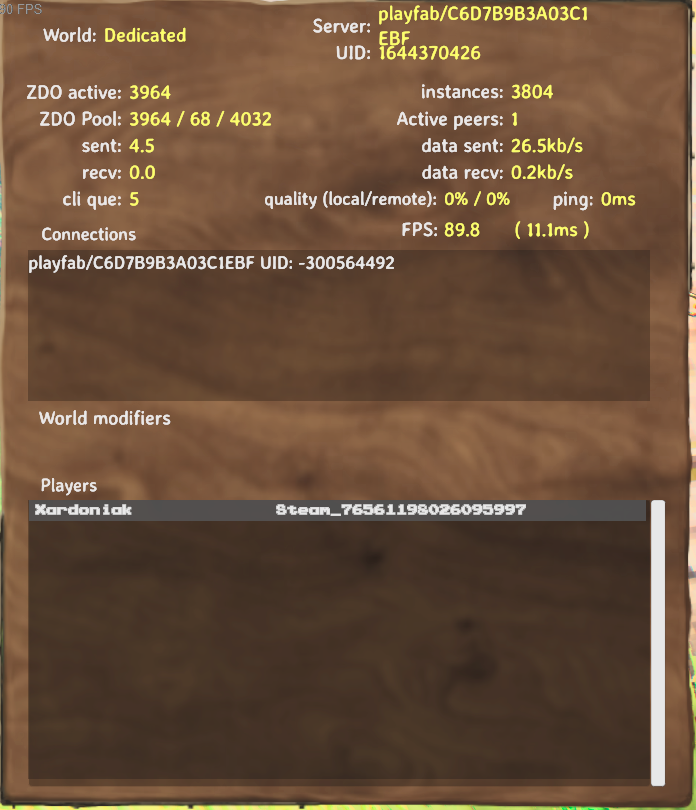 90 FPS
World: Dedicated
Server: playfab/C6D7B9B3A03C1
EBF
UID: 1644370426
ZDO active: 3964 instances: 3804
ZDO Pool: 3964 / 68 / 4032 Active peers: 1
sent: 4.5 data sent: 26.5kb/s
recv: 0.0 data recv: 0.2kb/s
cli que: 5 quality (local/remote): 0% / 0% ping: 0ms
FPS: 89.8 ( 11.1ms )
Connections
playfab/C6D7B9B3A03C1EBF UID: -300564492
World modifiers
Players
Xardoniak Steam_76561198026095997